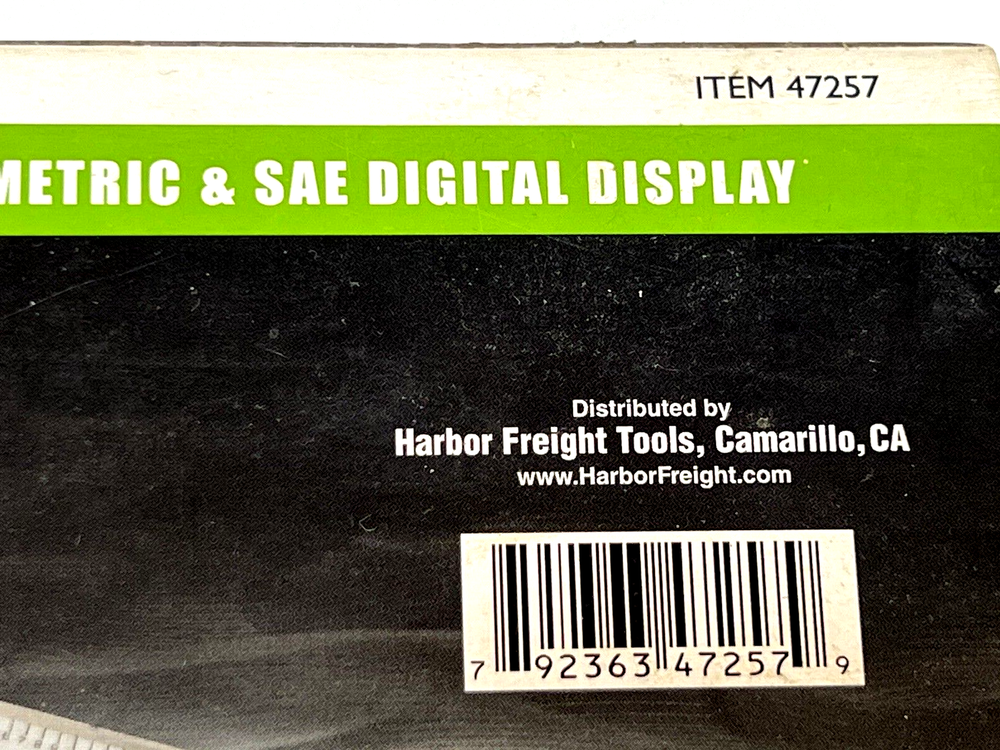 ITEM 47257
METRIC & SAE DIGITAL DISPLAY
Distributed by
Harbor Freight Tools, Camarillo, CA
www.HarborFreight.com
7 92363 47257 9